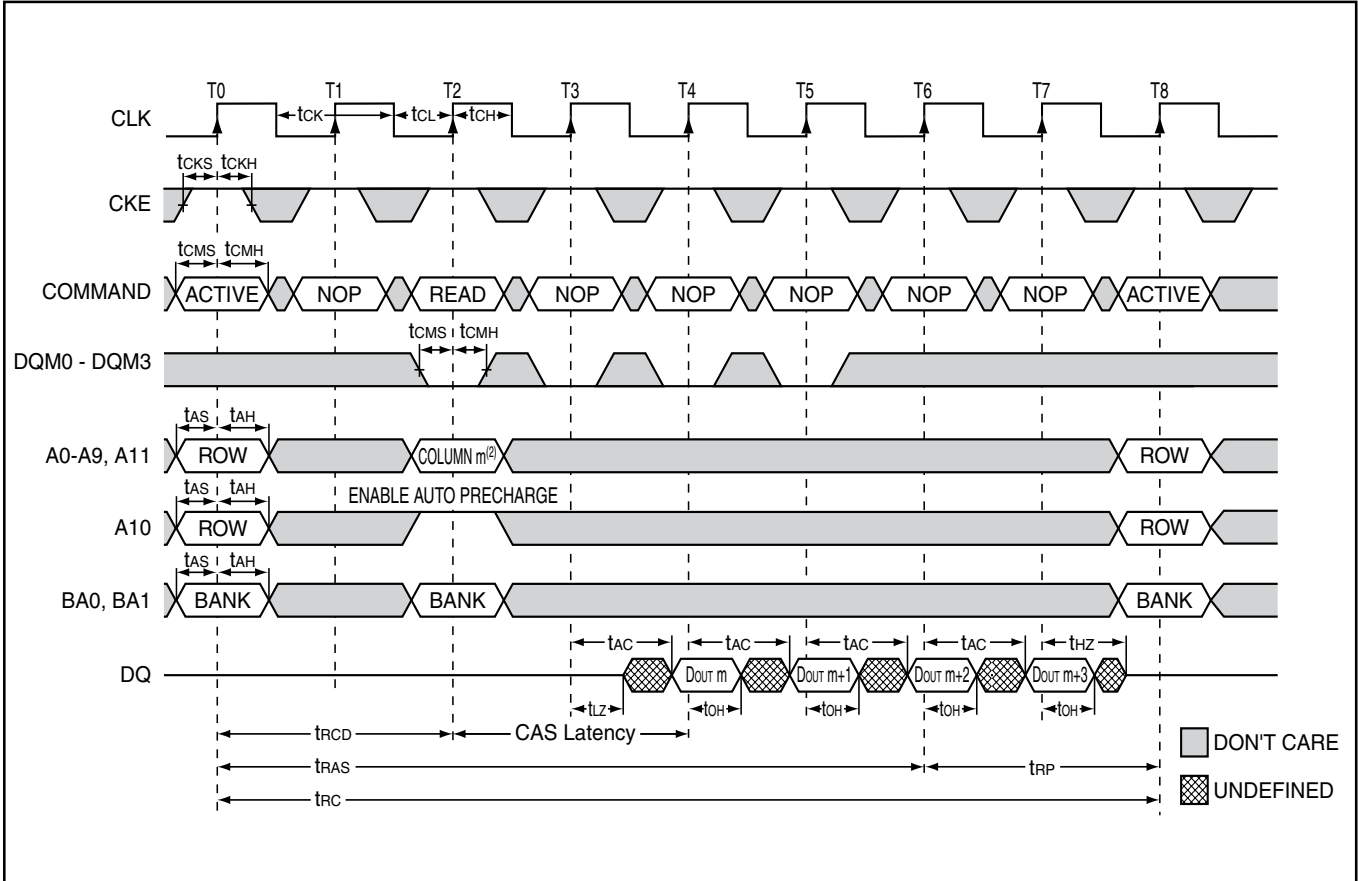 T0 T1 T2 T3 T4 T5 T6 T7 T8
CLK
tCK tCL tCH
tCKS tCKH
CKE
tCMS tCMH
COMMAND ACTIVE NOP READ NOP NOP NOP NOP NOP ACTIVE
tCMS tCMH
DQM0 - DQM3
tAS tAH
A0-A9, A11 ROW COLUMN m(2) ROW
ENABLE AUTO PRECHARGE
tAS tAH
A10 ROW ROW
tAS tAH
BA0, BA1 BANK BANK BANK
tAC tAC tAC tAC tHZ
DQ DOUT m DOUT m+1 DOUT m+2 DOUT m+3
tLZ tOH tOH tOH tOH
tRCD CAS Latency
tRAS tRP
tRC
DON'T CARE
UNDEFINED